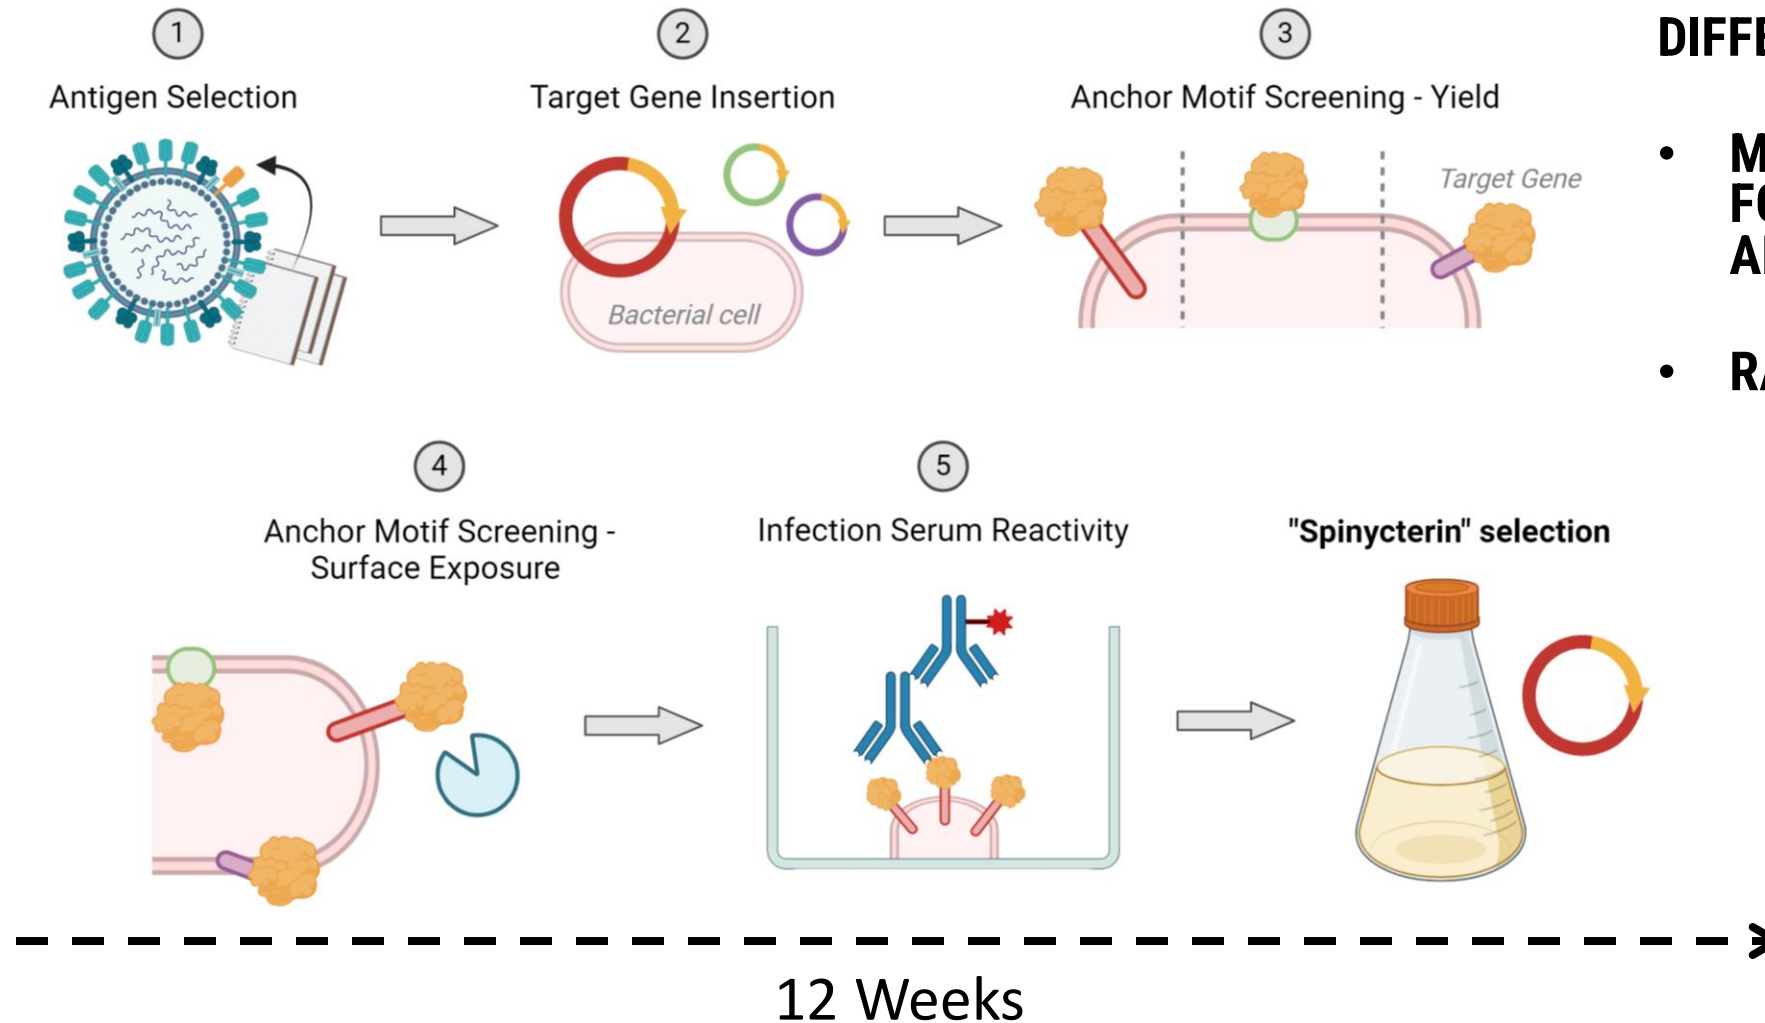 1
Antigen Selection
2
Target Gene Insertion
Bacterial cell
3
Anchor Motif Screening - Yield
Target Gene
4
Anchor Motif Screening -
Surface Exposure
5
Infection Serum Reactivity
"Spinycterin" selection
12 Weeks